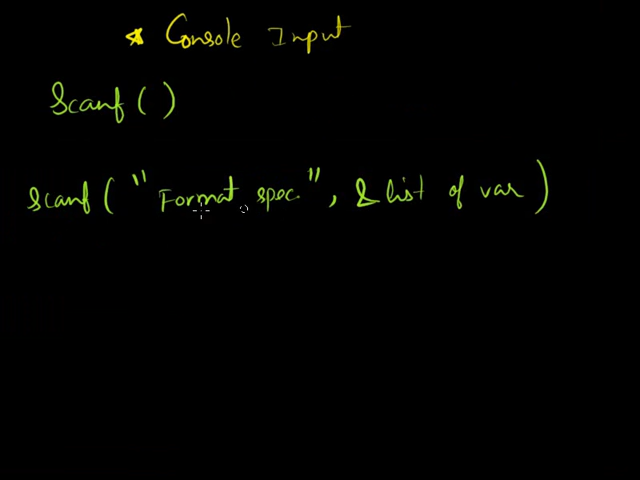 * Console Input
Scanf ( )
scanf ( " Format spec " , & list of var )